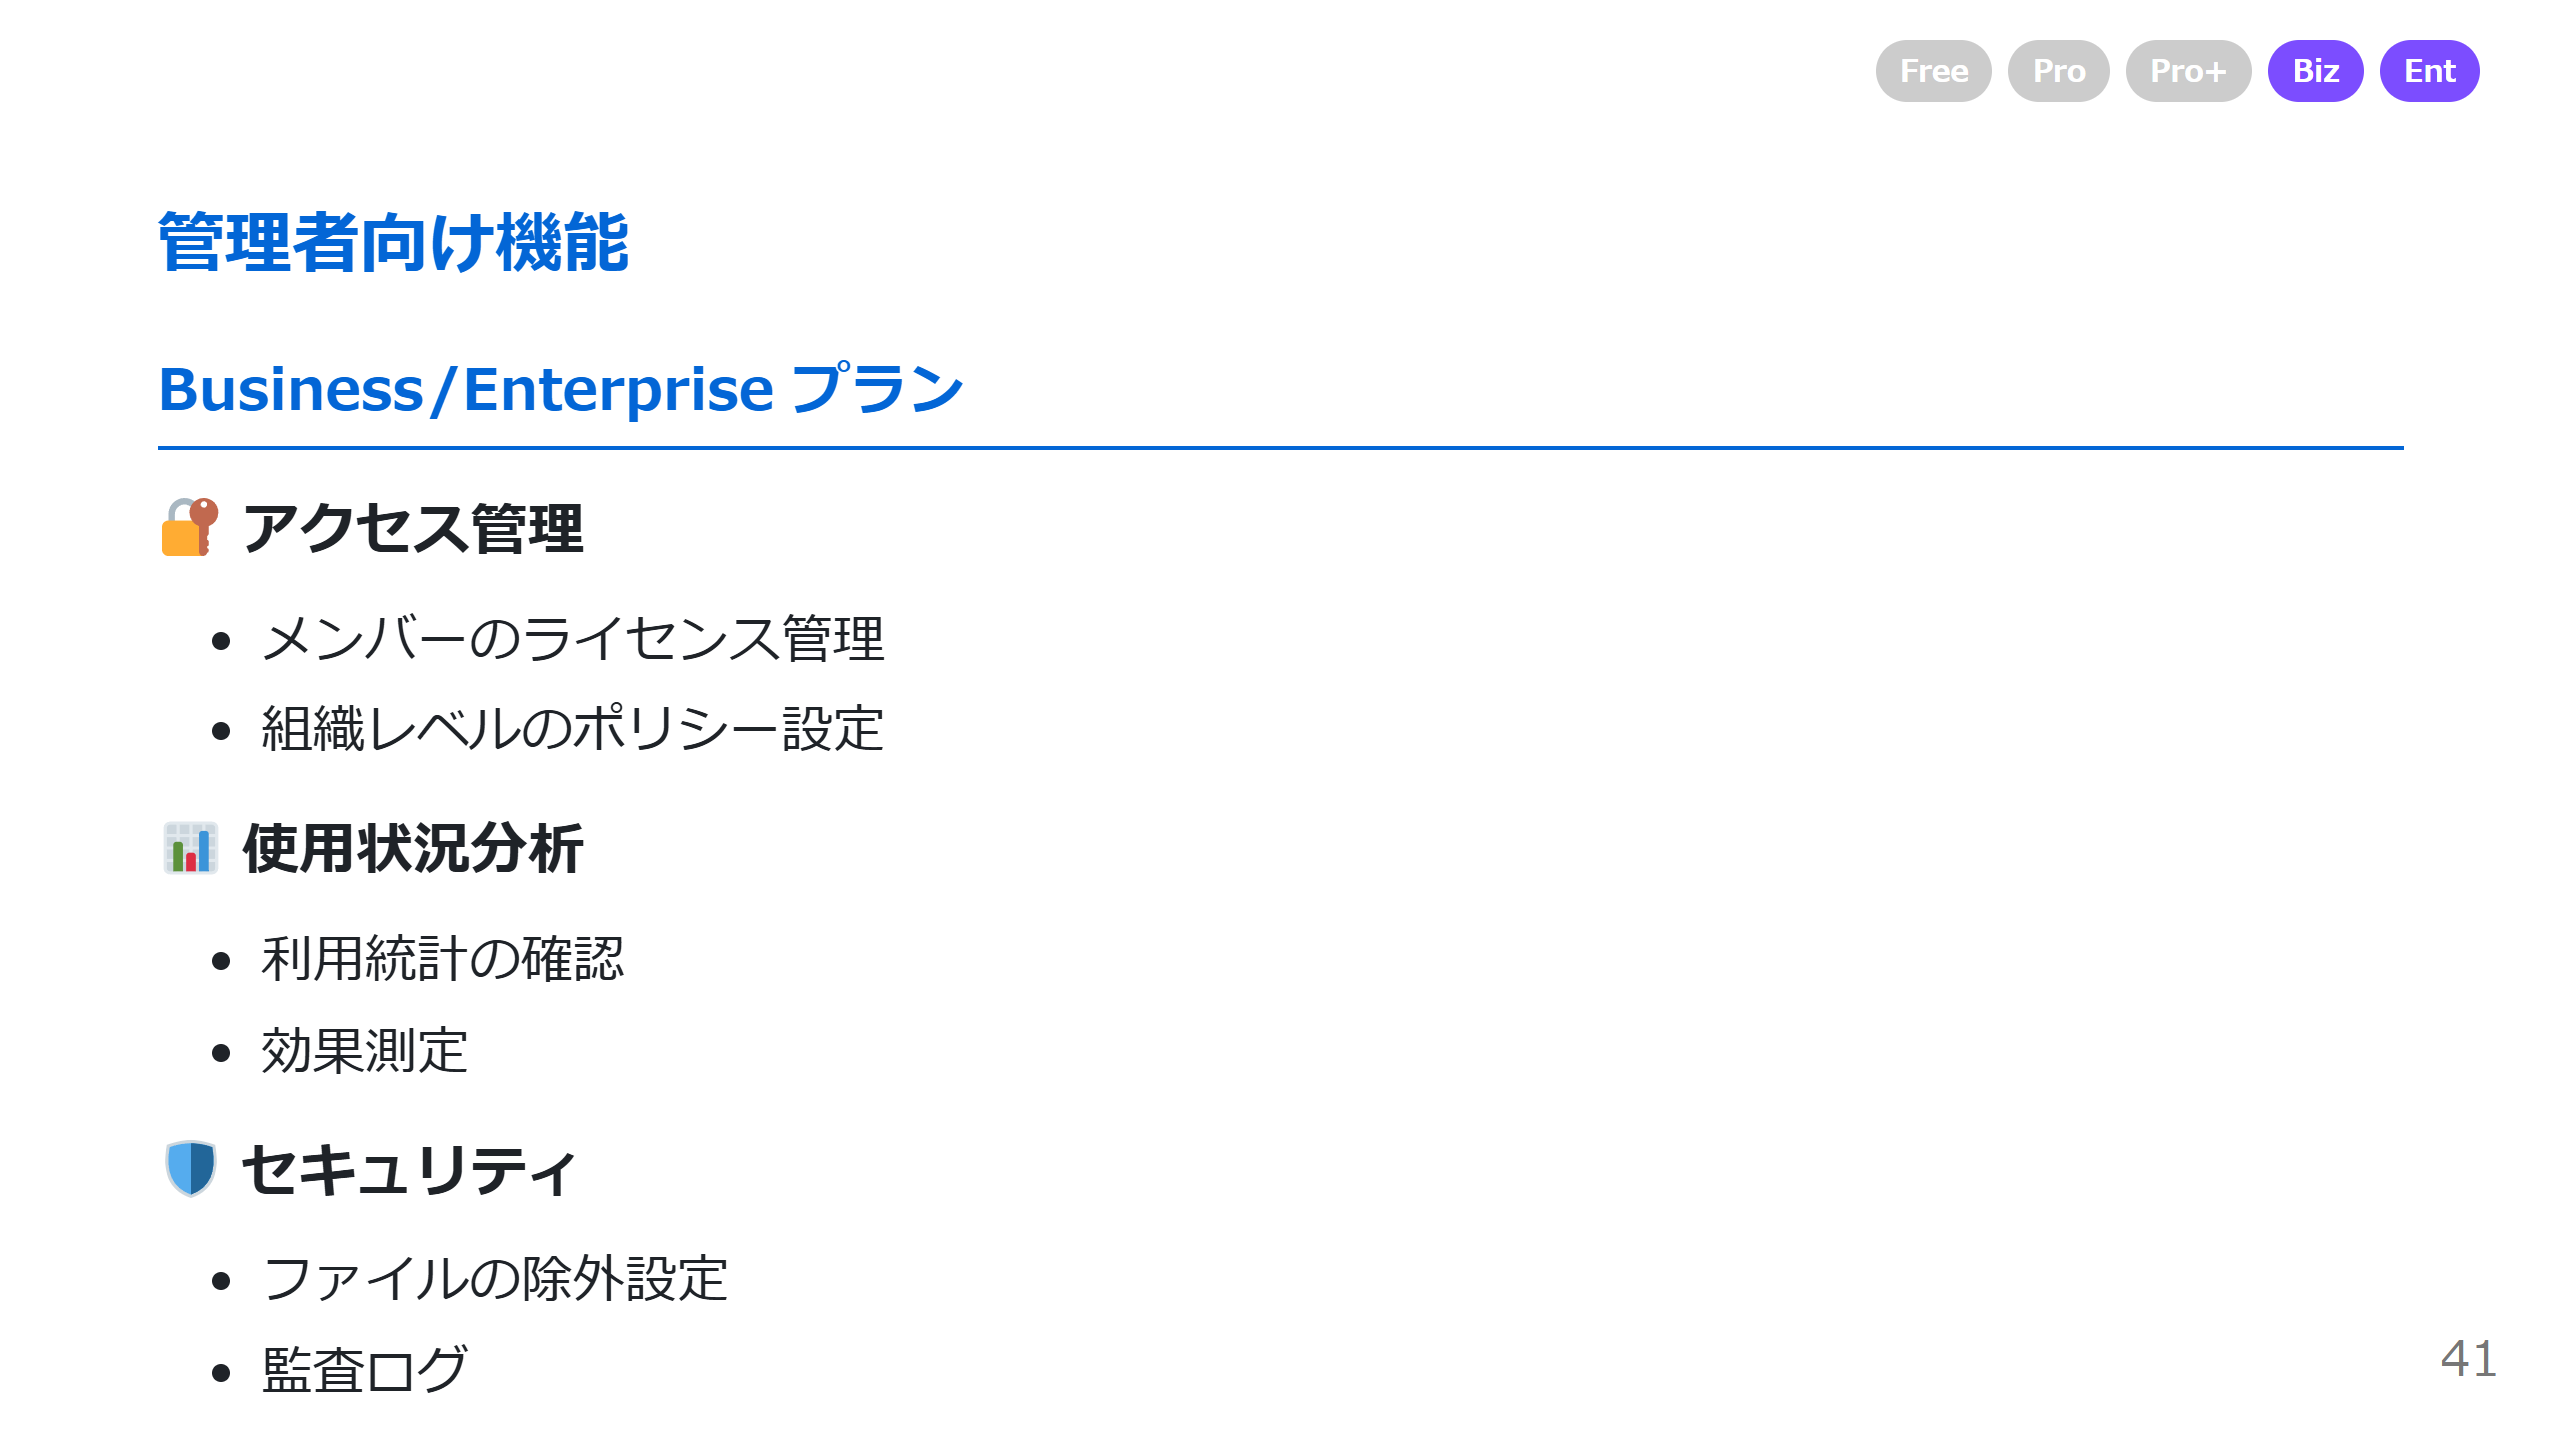 Free Pro Pro+ Biz Ent
管理者向け機能
Business/Enterprise プラン
アクセス管理
メンバーのライセンス管理
組織レベルのポリシー設定
使用状況分析
利用統計の確認
効果測定
セキュリティ
ファイルの除外設定
監査ログ
41